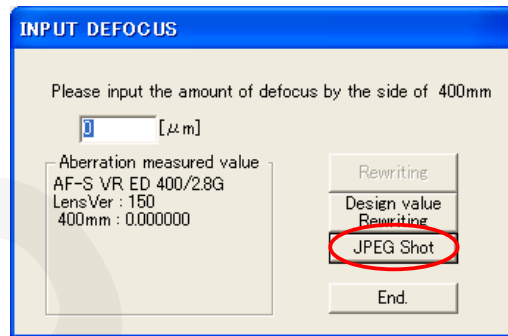 INPUT DEFOCUS
Please input the amount of defocus by the side of 400mm
0 [μm]
Aberration measured value
AF-S VR ED 400/2.8G
LensVer : 150
400mm : 0.000000
Rewriting
Design value
Rewriting
JPEG Shot
End.